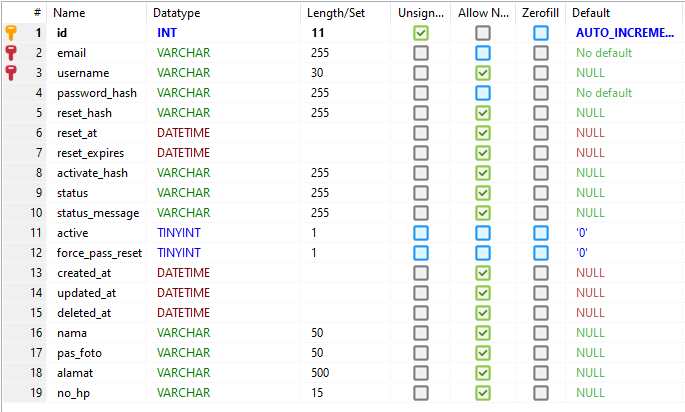 # Name Datatype Length/Set Unsign... Allow N... Zerofill Default
1 id INT 11 AUTO_INCREME...
2 email VARCHAR 255 No default
3 username VARCHAR 30 NULL
4 password_hash VARCHAR 255 No default
5 reset_hash VARCHAR 255 NULL
6 reset_at DATETIME NULL
7 reset_expires DATETIME NULL
8 activate_hash VARCHAR 255 NULL
9 status VARCHAR 255 NULL
10 status_message VARCHAR 255 NULL
11 active TINYINT 1 '0'
12 force_pass_reset TINYINT 1 '0'
13 created_at DATETIME NULL
14 updated_at DATETIME NULL
15 deleted_at DATETIME NULL
16 nama VARCHAR 50 NULL
17 pas_foto VARCHAR 50 NULL
18 alamat VARCHAR 500 NULL
19 no_hp VARCHAR 15 NULL